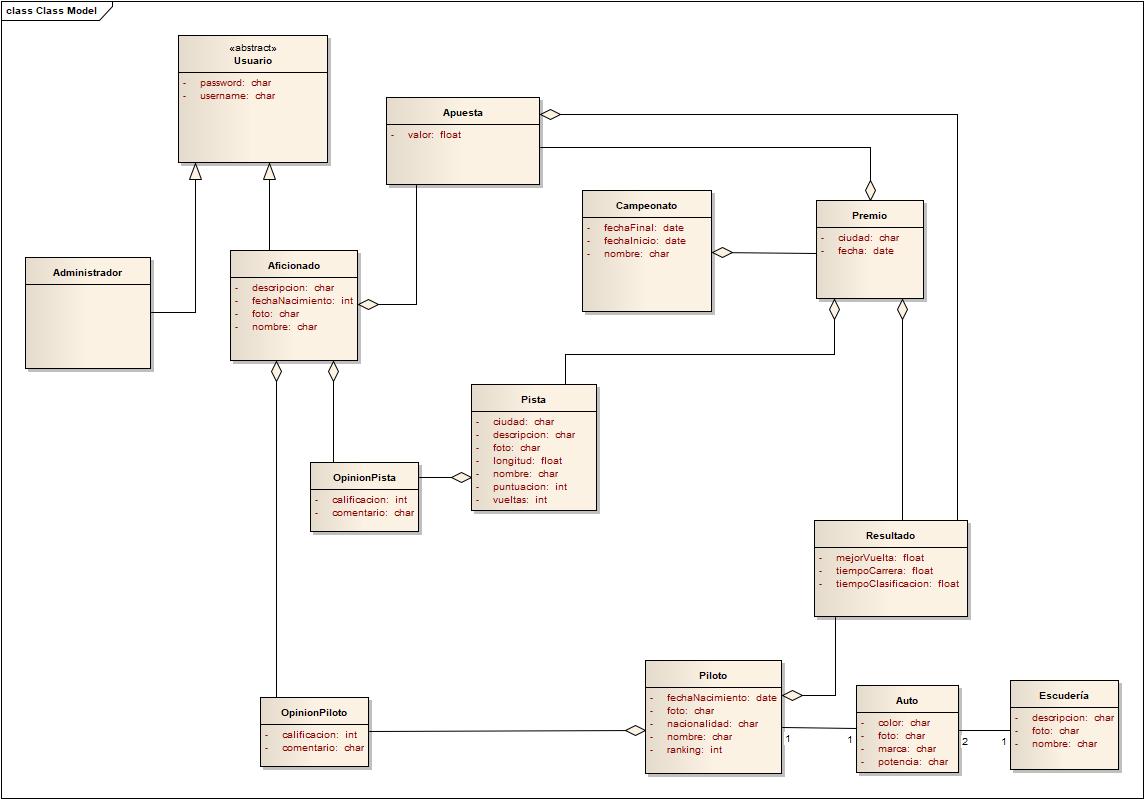 class Class Model
«abstract»
Usuario
- password: char
- username: char
Apuesta
- valor: float
Campeonato
- fechaFinal: date
- fechaInicio: date
- nombre: char
Premio
- ciudad: char
- fecha: date
Administrador
Aficionado
- descripcion: char
- fechaNacimiento: int
- foto: char
- nombre: char
Pista
- ciudad: char
- descripcion: char
- foto: char
- longitud: float
- nombre: char
- puntuacion: int
- vueltas: int
OpinionPista
- calificacion: int
- comentario: char
Resultado
- mejorVuelta: float
- tiempoCarrera: float
- tiempoClasificacion: float
OpinionPiloto
- calificacion: int
- comentario: char
Piloto
- fechaNacimiento: date
- foto: char
- nacionalidad: char
- nombre: char
- ranking: int
1
1
Auto
- color: char
- foto: char
- marca: char
- potencia: char
2
1
Escudería
- descripcion: char
- foto: char
- nombre: char